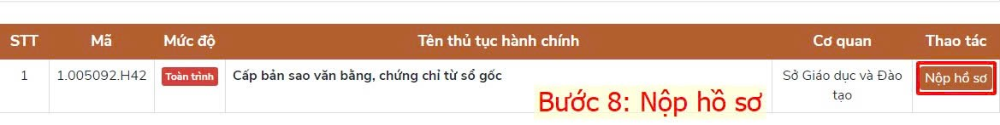 STT Mã Mức độ Tên thủ tục hành chính Cơ quan Thao tác
1 1.005092.H42 Toàn trình Cấp bản sao văn bằng, chứng chỉ từ sổ gốc Sở Giáo dục và Đào tạo Nộp hồ sơ
Bước 8: Nộp hồ sơ